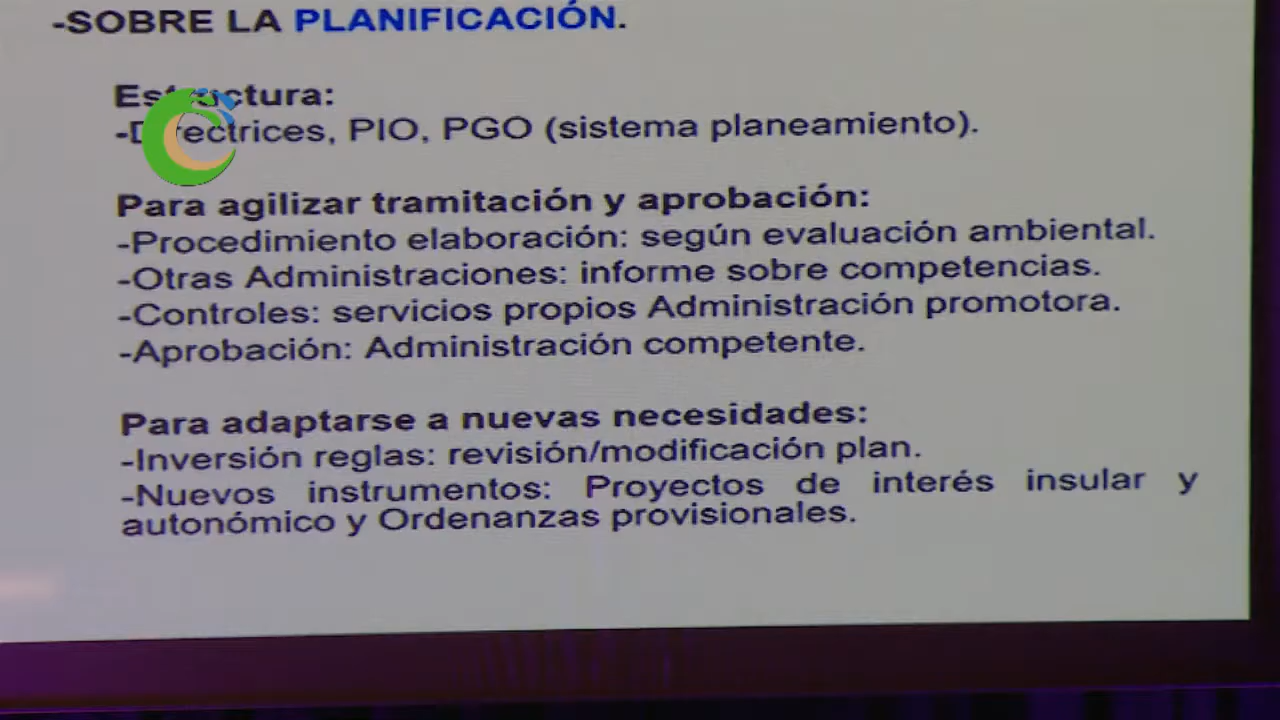 -SOBRE LA PLANIFICACIÓN.
Estructura:
-Directrices, PIO, PGO (sistema planeamiento).
Para agilizar tramitación y aprobación:
-Procedimiento elaboración: según evaluación ambiental.
-Otras Administraciones: informe sobre competencias.
-Controles: servicios propios Administración promotora.
-Aprobación: Administración competente.
Para adaptarse a nuevas necesidades:
-Inversión reglas: revisión/modificación plan.
-Nuevos instrumentos: Proyectos de interés insular y
autonómico y Ordenanzas provisionales.